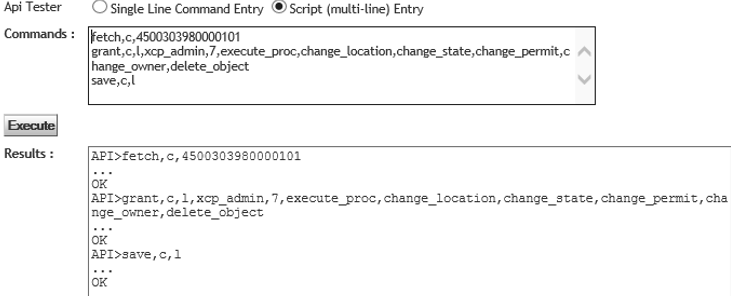 Api Tester Single Line Command Entry Script (multi-line) Entry
Commands :
fetch,c,4500303980000101
grant,c,l,xcp_admin,7,execute_proc,change_location,change_state,change_permit,c
hange_owner,delete_object
save,c,l
Execute
Results :
API>fetch,c,4500303980000101
...
OK
API>grant,c,l,xcp_admin,7,execute_proc,change_location,change_state,change_permit,cha
nge_owner,delete_object
...
OK
API>save,c,l
...
OK